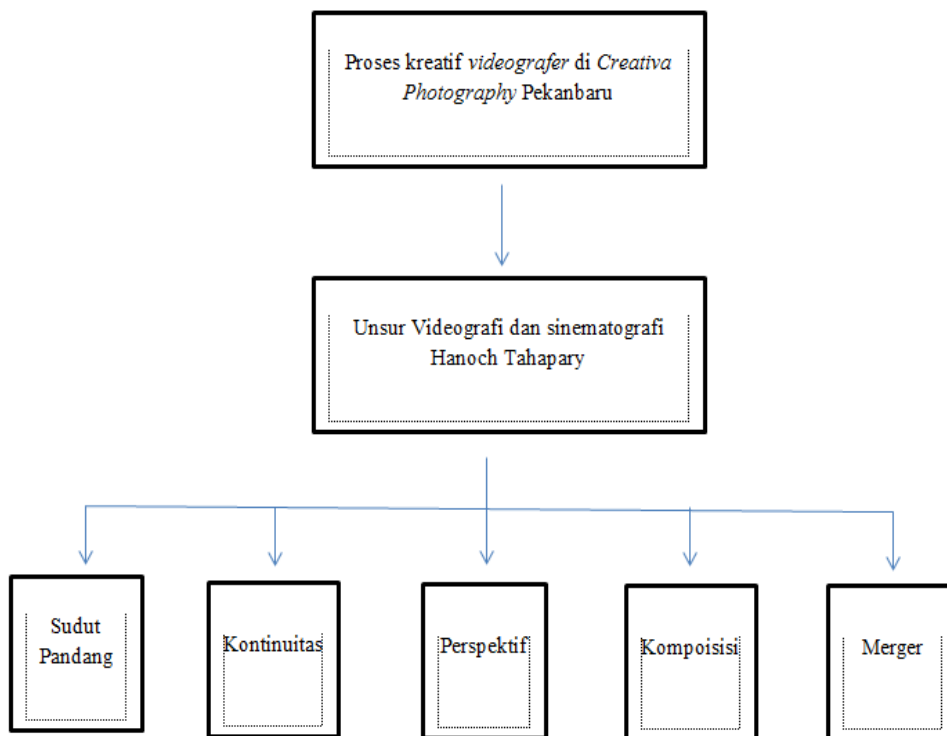 Proses kreatif videografer di Creativa
Photography Pekanbaru
Unsur Videografi dan sinematografi
Hanoch Tahapary
Sudut
Pandang
Kontinuitas
Perspektif
Kompoisisi
Merger